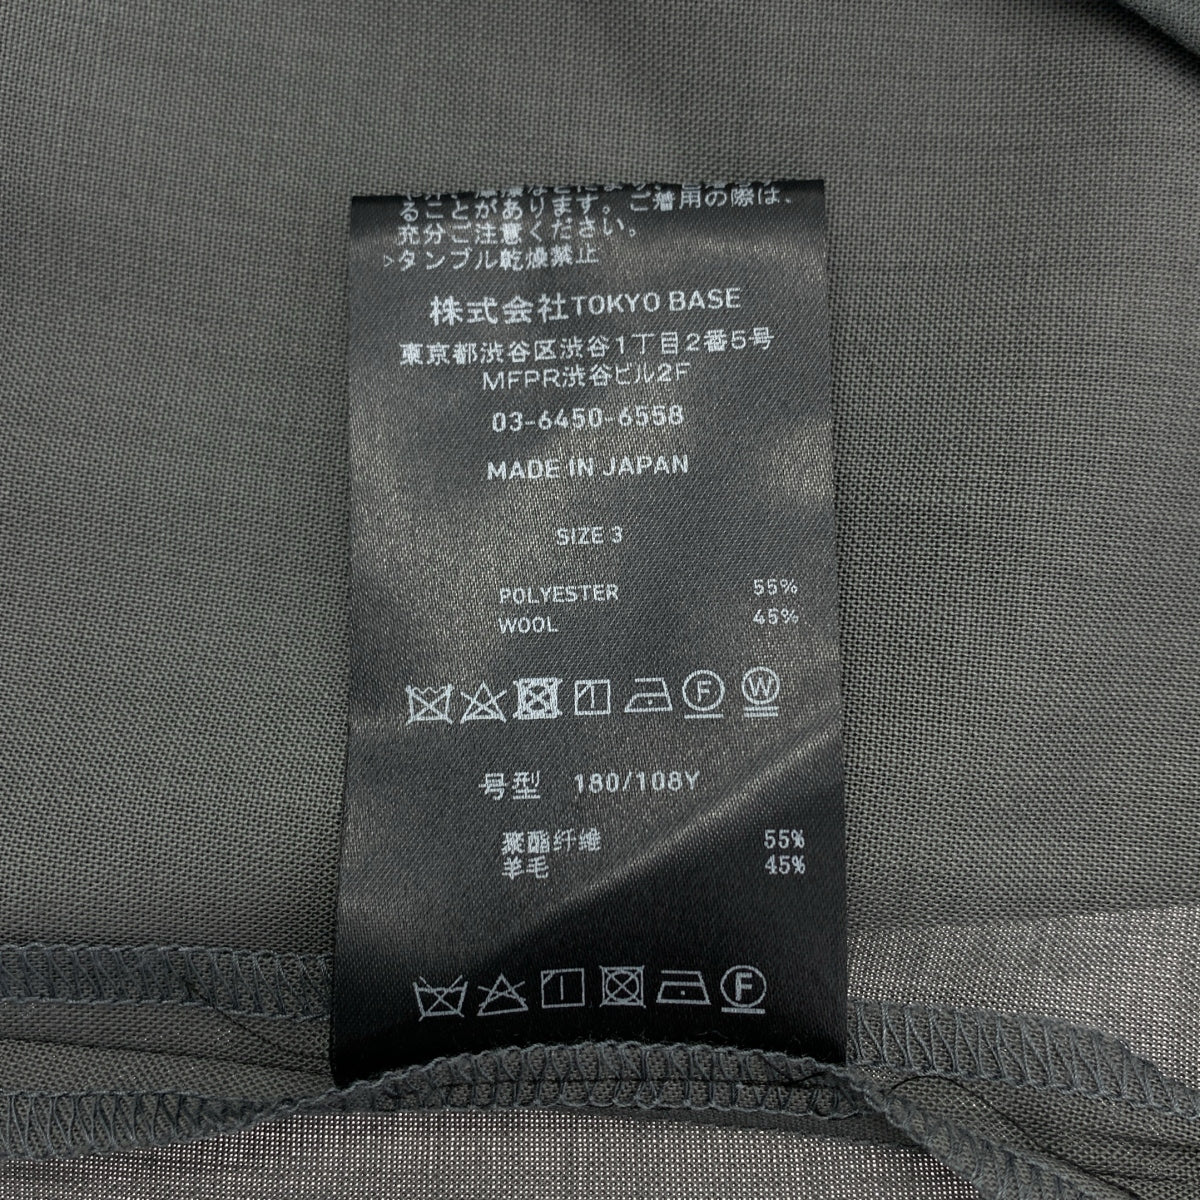 ることがあります。ご着用の際は、
充分ご注意ください。
>タンブル乾燥禁止
株式会社TOKYO BASE
東京都渋谷区渋谷1丁目2番5号
MFPR渋谷ビル2F
03-6450-6558
MADE IN JAPAN
SIZE 3
POLYESTER 55%
WOOL 45%
F W
号型 180/108Y
聚酯纤维 55%
羊毛 45%
F